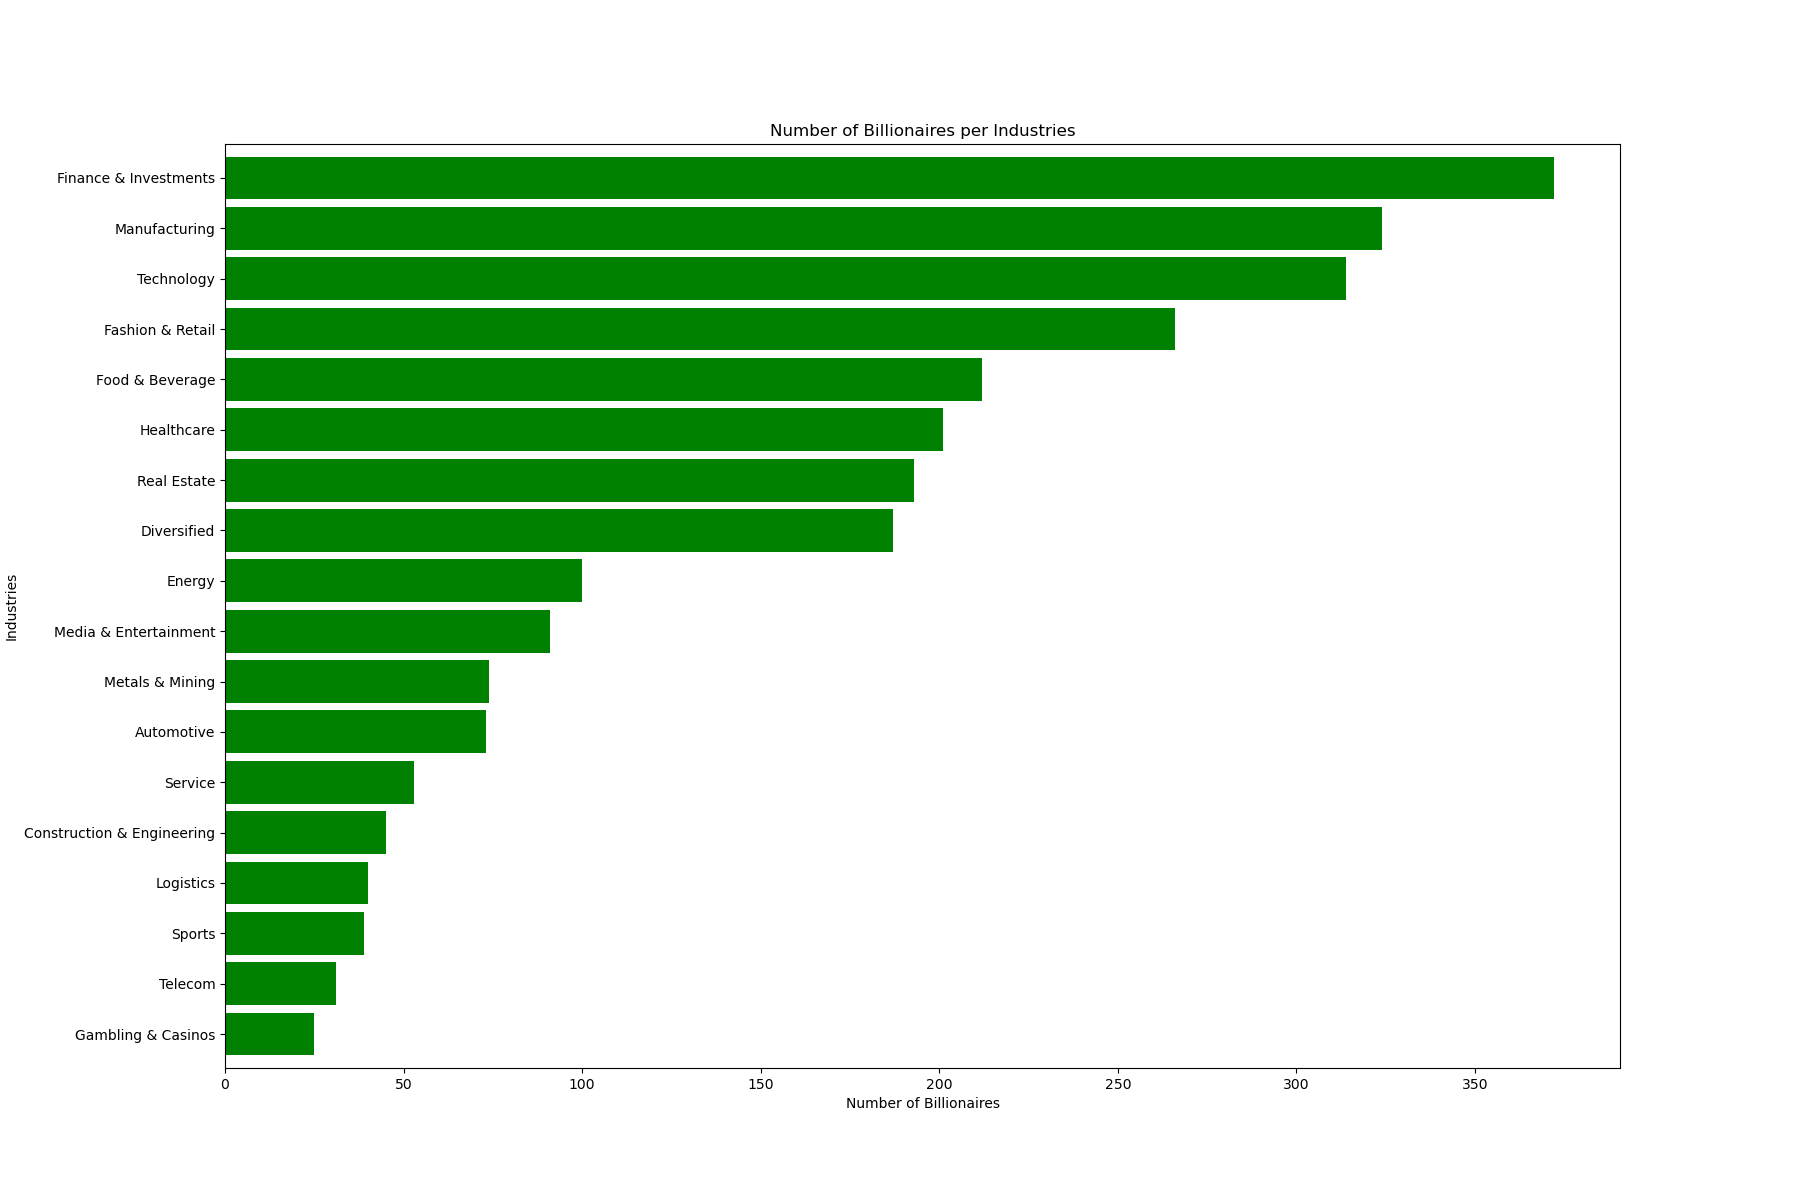 Number of Billionaires per Industries
Finance & Investments
Manufacturing
Technology
Fashion & Retail
Food & Beverage
Healthcare
Real Estate
Diversified
Energy
Media & Entertainment
Metals & Mining
Automotive
Service
Construction & Engineering
Logistics
Sports
Telecom
Gambling & Casinos
Industries
0 50 100 150 200 250 300 350
Number of Billionaires